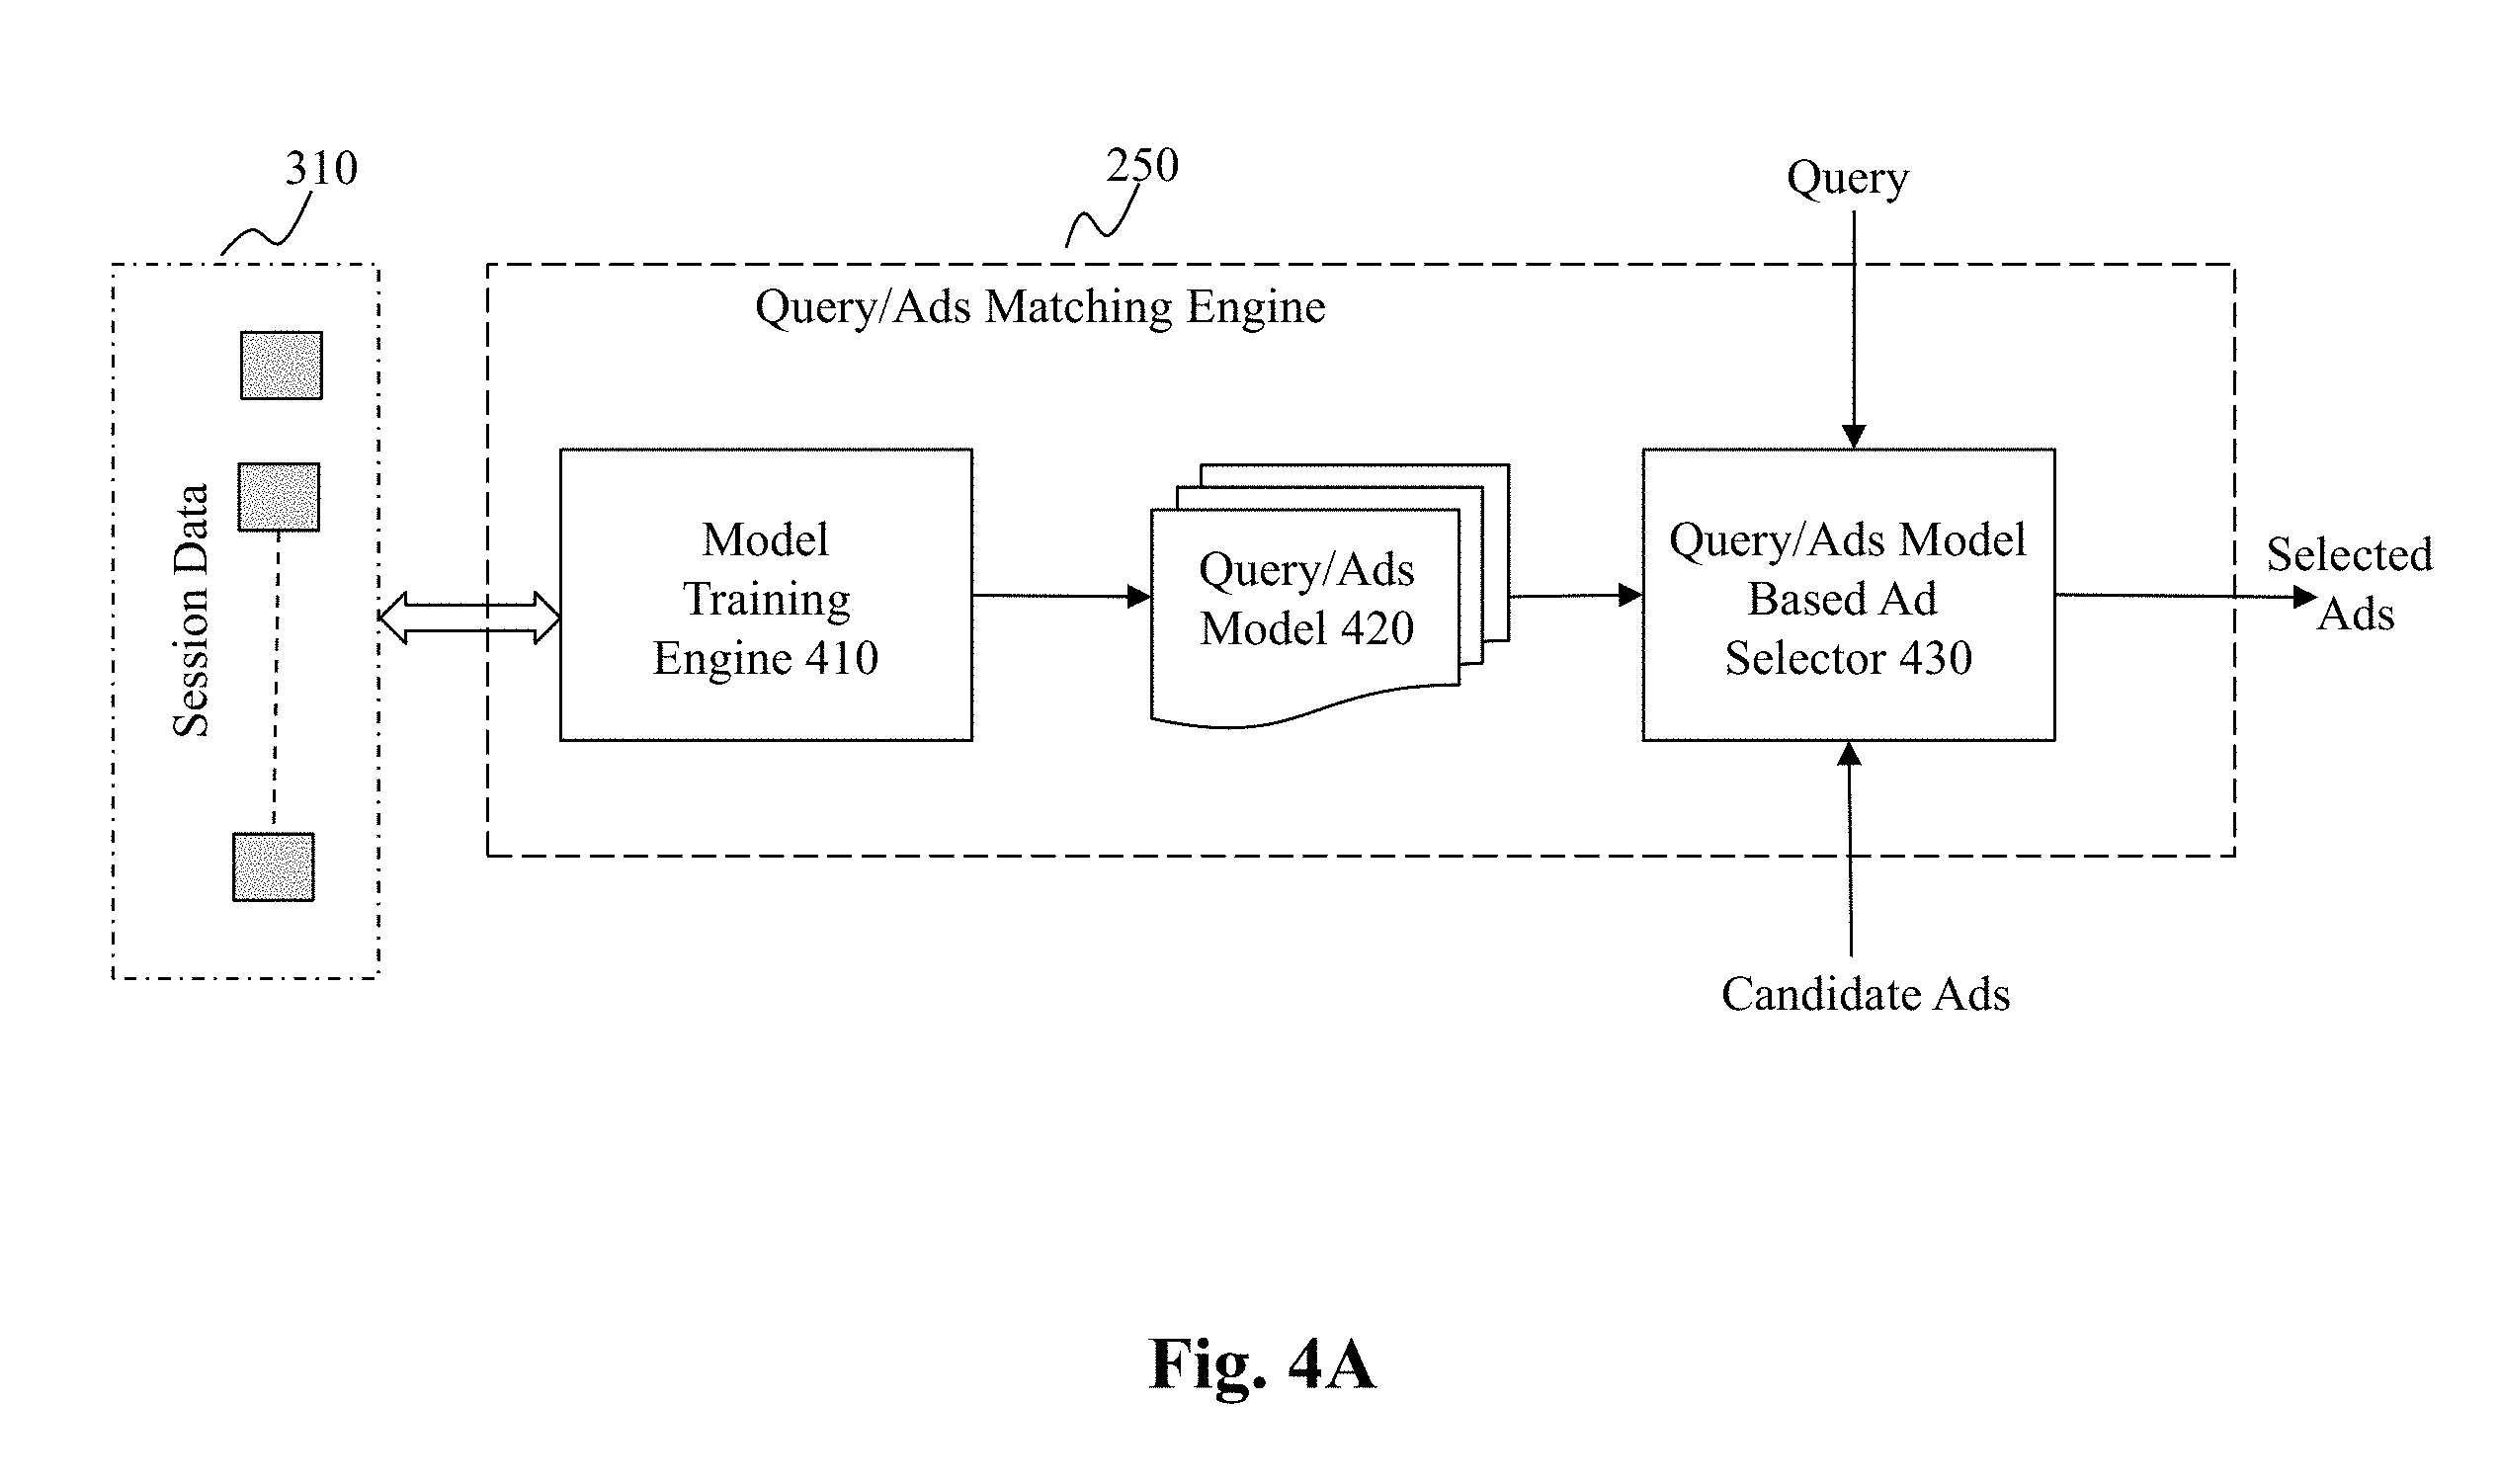 310
250
Query
Query/Ads Matching Engine
Session Data
Model
Training
Engine 410
Query/Ads
Model 420
Query/Ads Model
Based Ad
Selector 430
Selected
Ads
Candidate Ads
Fig. 4A